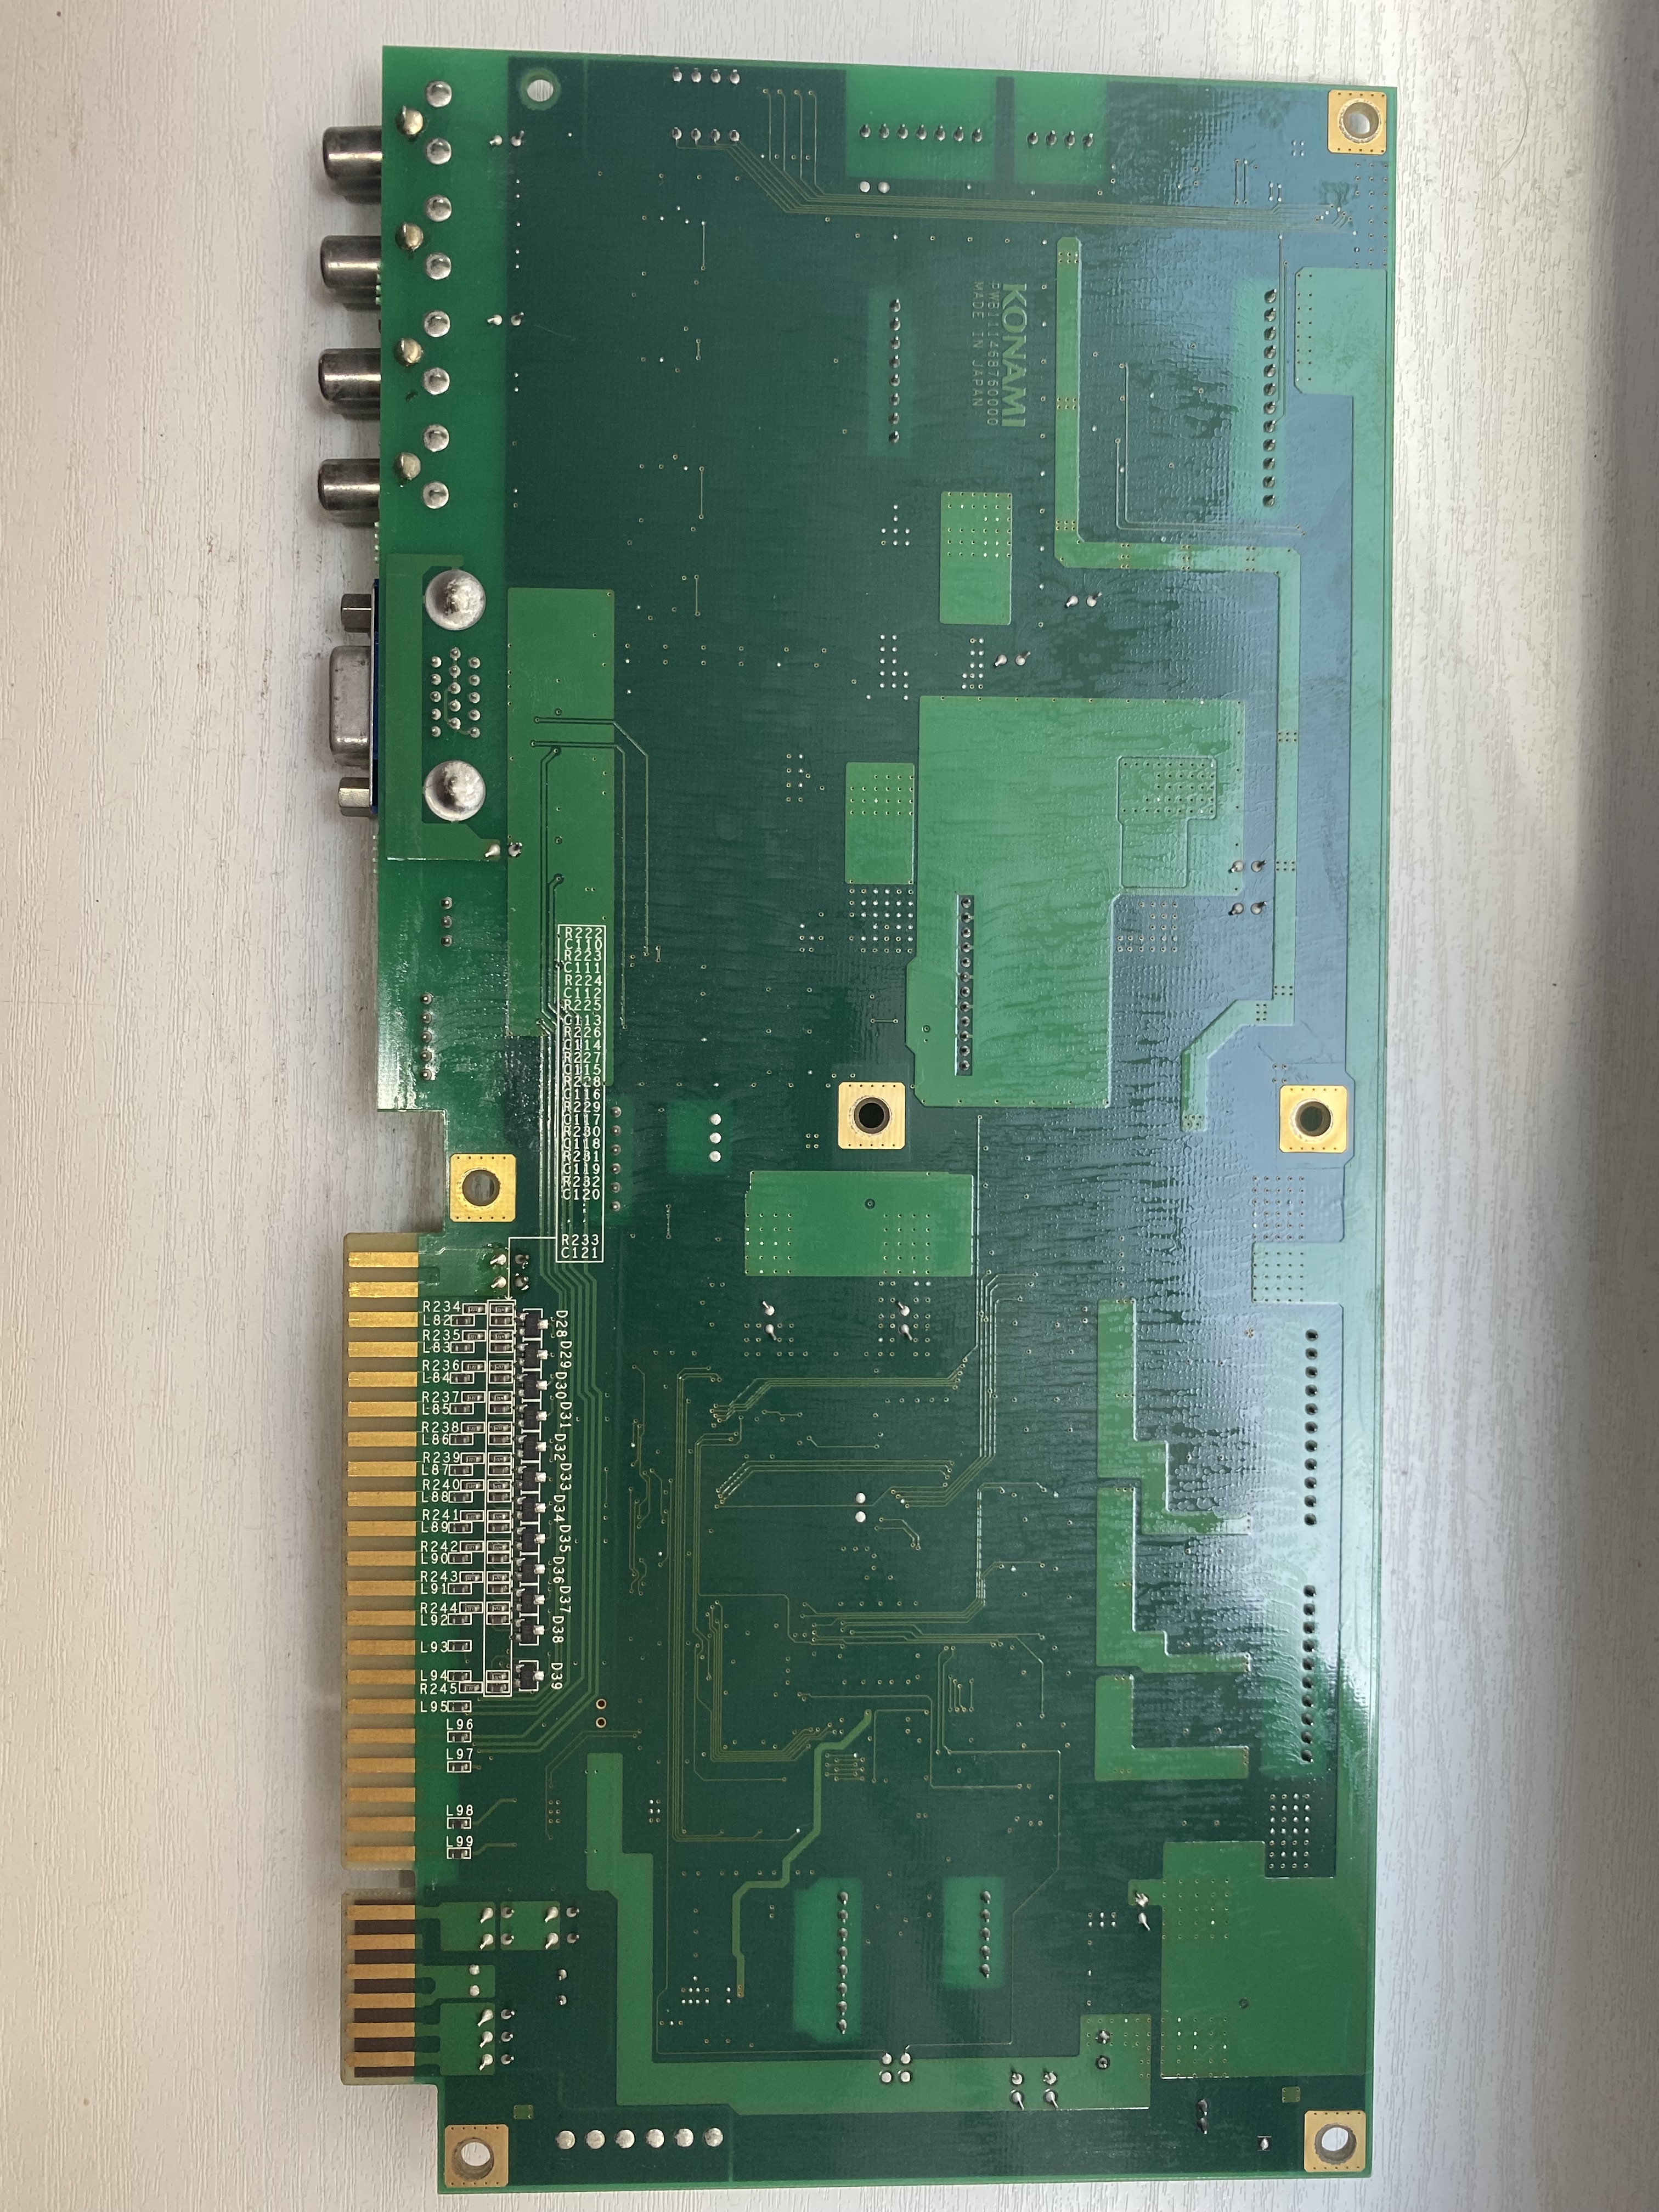 KONAMI
PWB111468760000
MADE IN JAPAN
R222
C110
R223
C111
R224
C112
R225
C113
R226
C114
R227
C115
R228
C116
R229
C117
R230
C118
R231
C119
R232
C120
R233
C121
R234
L82
R235
L83
R236
L84
R237
L85
R238
L86
R239
L87
R240
L88
R241
L89
R242
L90
R243
L91
R244
L92
L93
L94
R245
L95
L96
L97
L98
L99
D28
D29
D30
D31
D32
D33
D34
D35
D36
D37
D38
D39